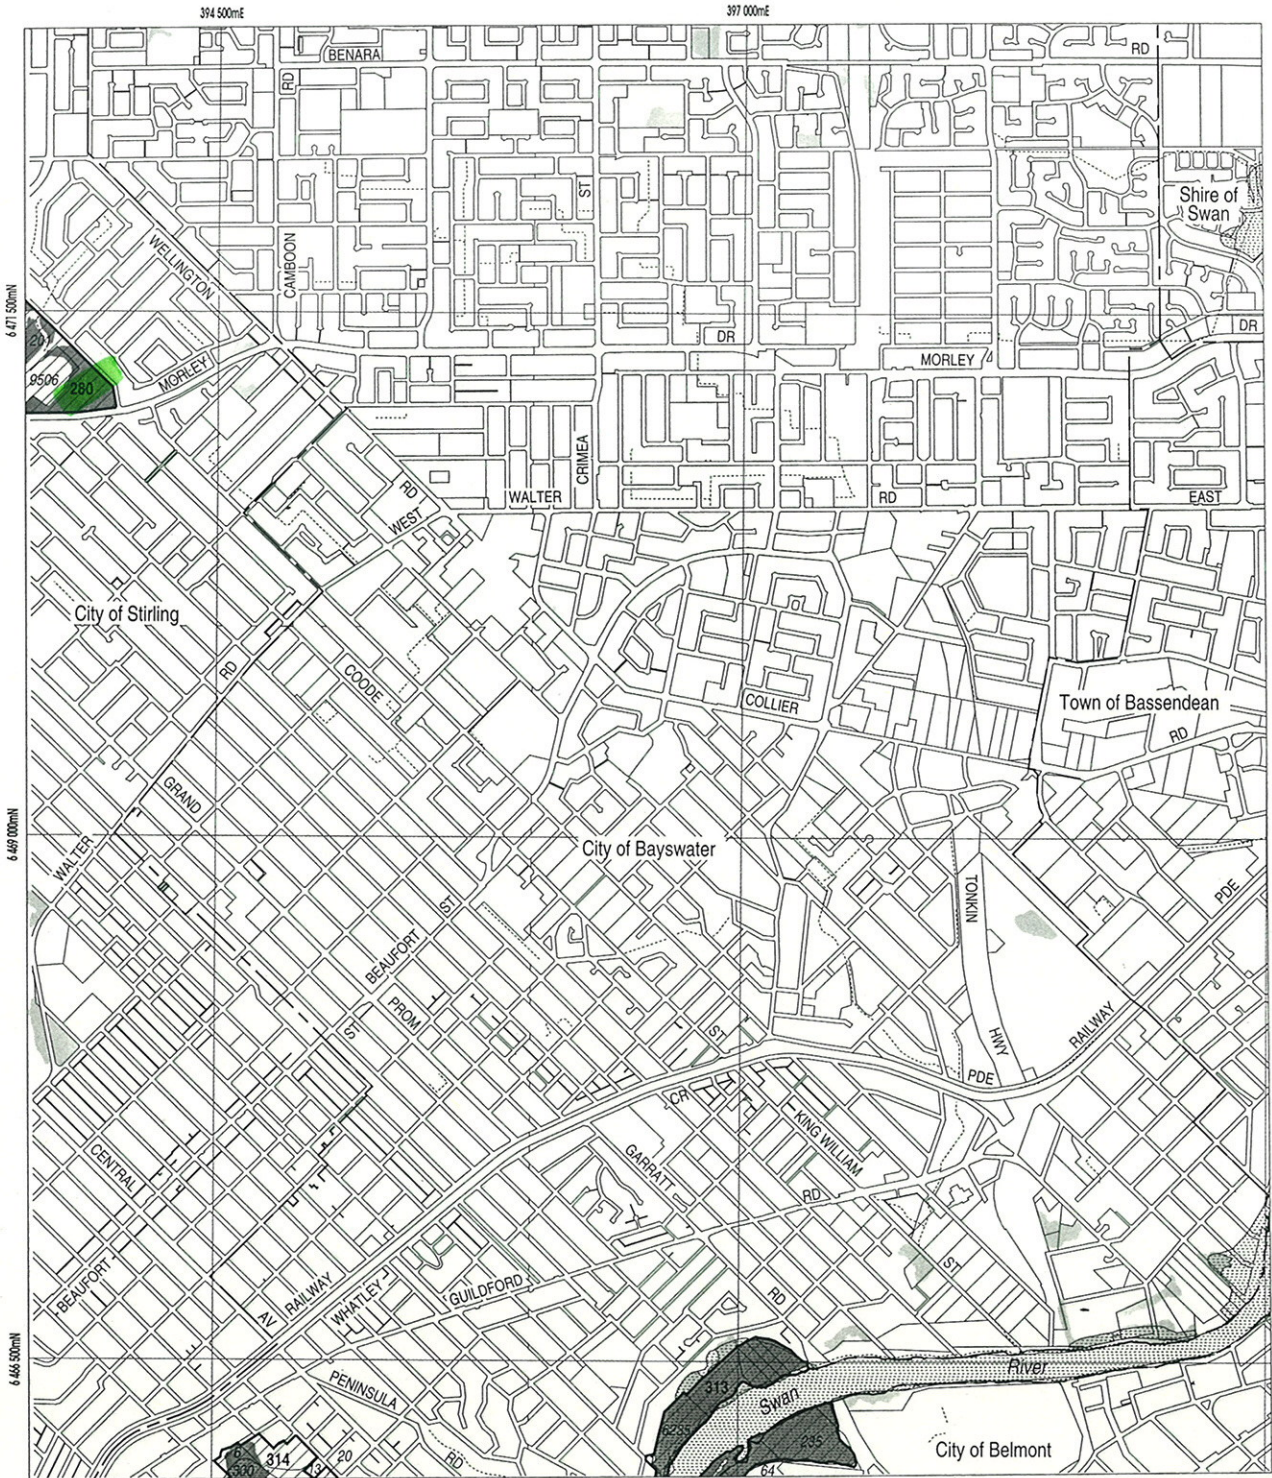 394 500mE
397 000mE
BENARA
RD
RD
Shire of
Swan
ST
WELLINGTON
CAMBOON
6 471 500mN
201
9506
280
MORLEY
DR
MORLEY
DR
CRIMEA
WALTER
RD
EAST
RD
WEST
City of Stirling
RD
COODE
COLLIER
Town of Bassendean
RD
GRAND
WALTER
6 469 000mN
City of Bayswater
TONKIN
PDE
ST
BEAUFORT
PROM
ST
ST
HWY
RAILWAY
PDE
CR
KING WILLIAM
GARRATT
RD
CENTRAL
BEAUFORT
AV
RAILWAY
WHATLEY
GUILDFORD
RD
ST
6 466 500mN
PENINSULA
RD
313
Swan
River
235
64
314
20
City of Belmont